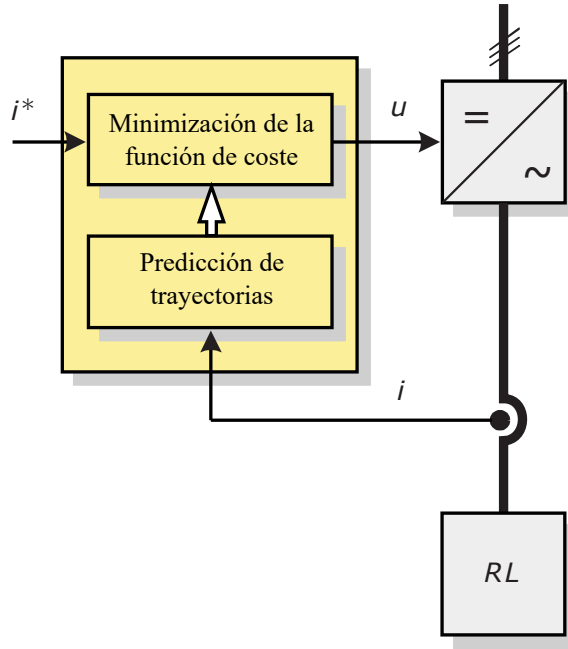 i*
Minimización de la
función de coste
u
=
~
Predicción de
trayectorias
i
RL